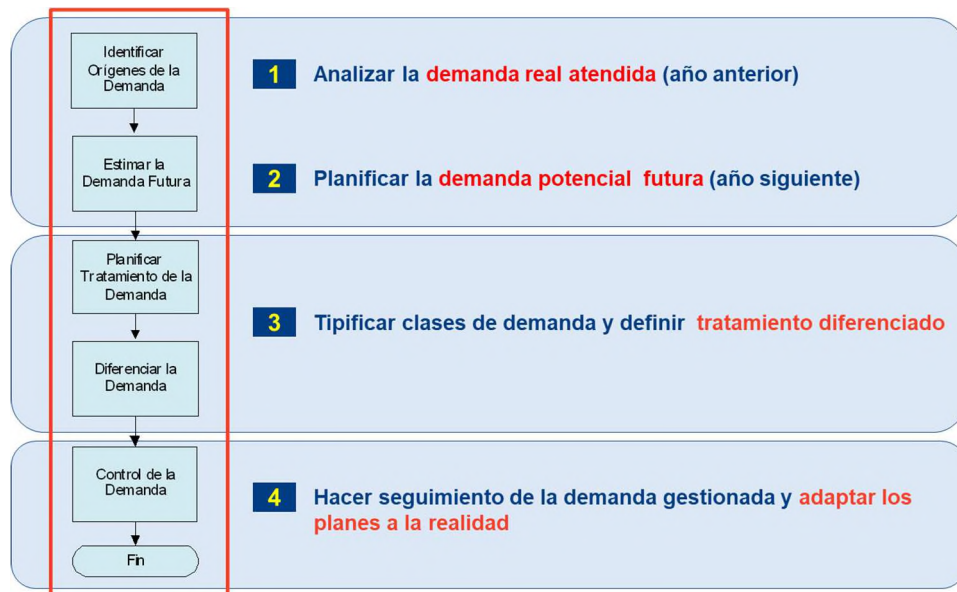 Identificar
Orígenes de la
Demanda
1 Analizar la demanda real atendida (año anterior)
Estimar la
Demanda Futura
2 Planificar la demanda potencial futura (año siguiente)
Planificar
Tratamiento de la
Demanda
3 Tipificar clases de demanda y definir tratamiento diferenciado
Diferenciar la
Demanda
Control de la
Demanda
4 Hacer seguimiento de la demanda gestionada y adaptar los
planes a la realidad
Fin